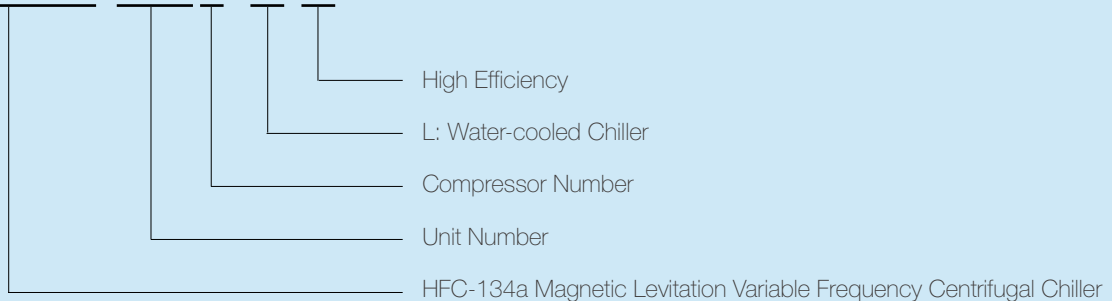 High Efficiency
L: Water-cooled Chiller
Compressor Number
Unit Number
HFC-134a Magnetic Levitation Variable Frequency Centrifugal Chiller